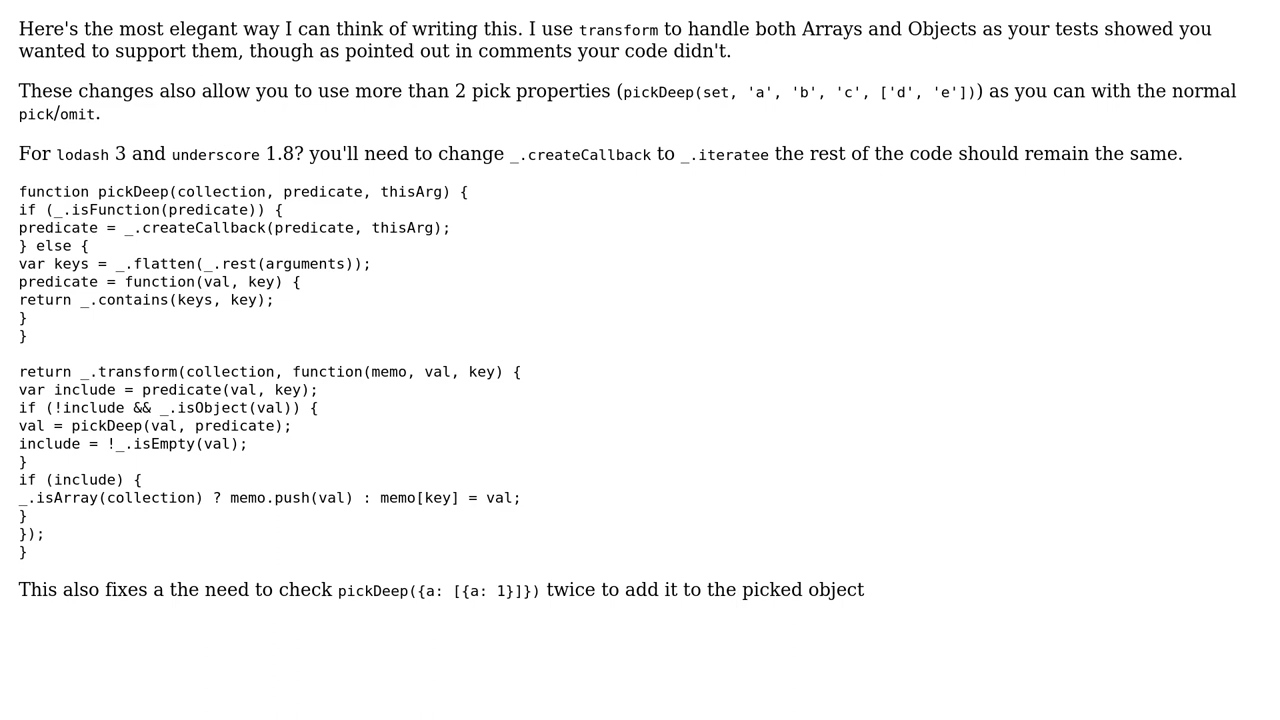 Here's the most elegant way I can think of writing this. I use transform to handle both Arrays and Objects as your tests showed you
wanted to support them, though as pointed out in comments your code didn't.
These changes also allow you to use more than 2 pick properties (pickDeep(set, 'a', 'b', 'c', ['d', 'e'])) as you can with the normal
pick/omit.
For lodash 3 and underscore 1.8? you'll need to change _.createCallback to _.iteratee the rest of the code should remain the same.
function pickDeep(collection, predicate, thisArg) {
if (_.isFunction(predicate)) {
predicate = _.createCallback(predicate, thisArg);
} else {
var keys = _.flatten(_.rest(arguments));
predicate = function(val, key) {
return _.contains(keys, key);
}
}
return _.transform(collection, function(memo, val, key) {
var include = predicate(val, key);
if (!include && _.isObject(val)) {
val = pickDeep(val, predicate);
include = !_.isEmpty(val);
}
if (include) {
_.isArray(collection) ? memo.push(val) : memo[key] = val;
}
});
}
This also fixes a the need to check pickDeep({a: [{a: 1}]}) twice to add it to the picked object